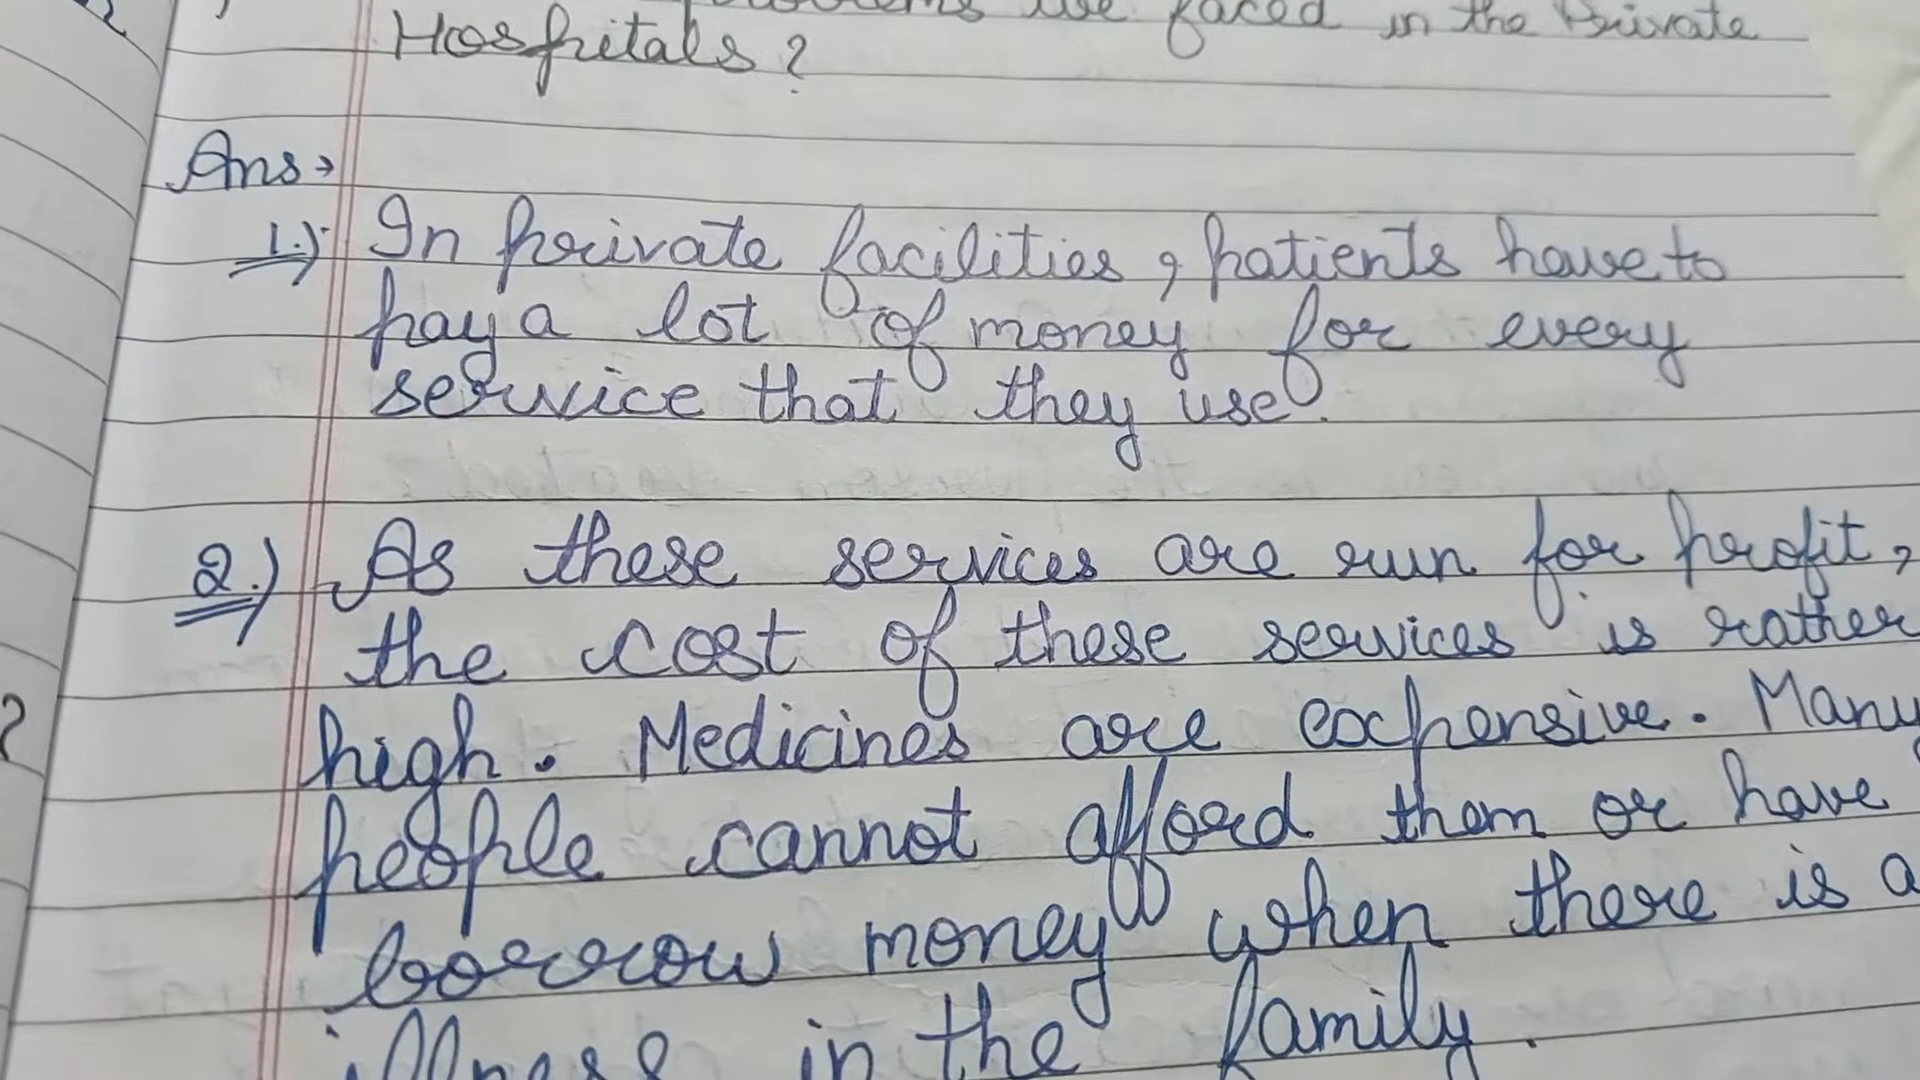 problems we faced in the Private
Hospitals?
Ans→
1.) In private facilities, patients have to
pay a lot of money for every
service that they use.
2.) As these services are run for profit,
the cost of these services is rather
high. Medicines are expensive. Many
people cannot afford them or have
borrow money when there is a
illness in the family.